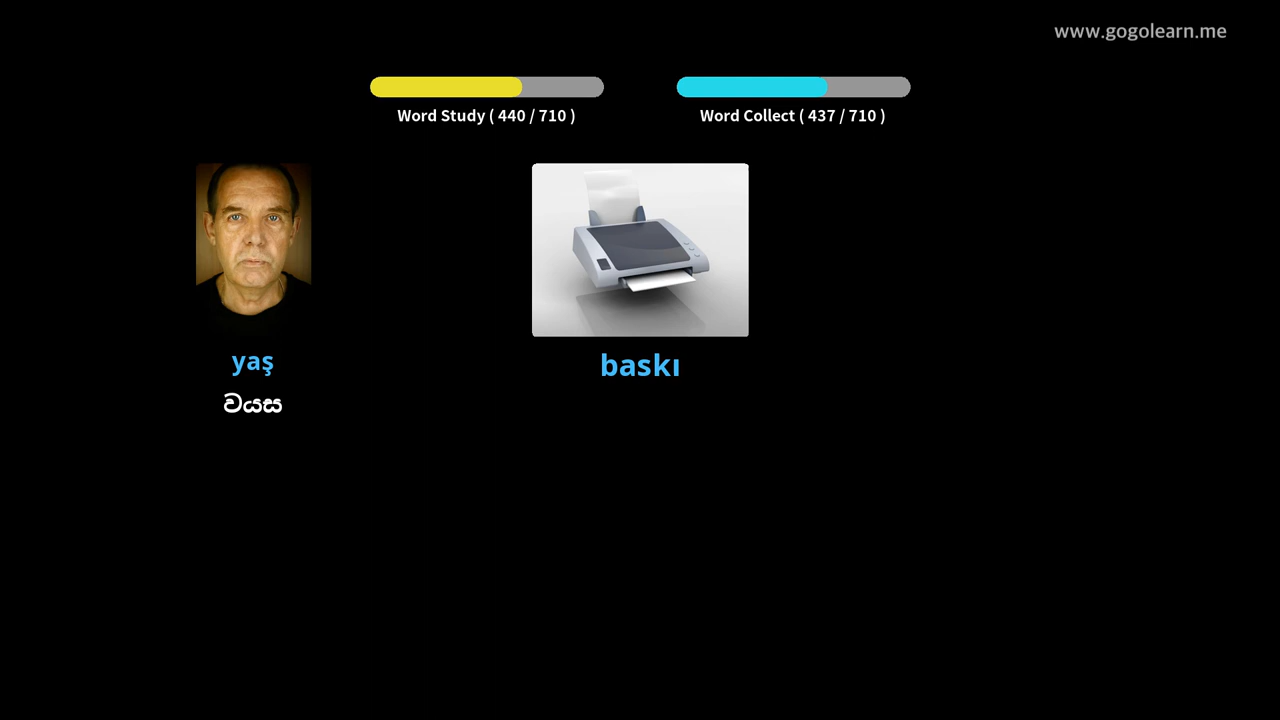 www.gogolearn.me
Word Study ( 440 / 710 )
Word Collect ( 437 / 710 )
yaş
වයස
baskı